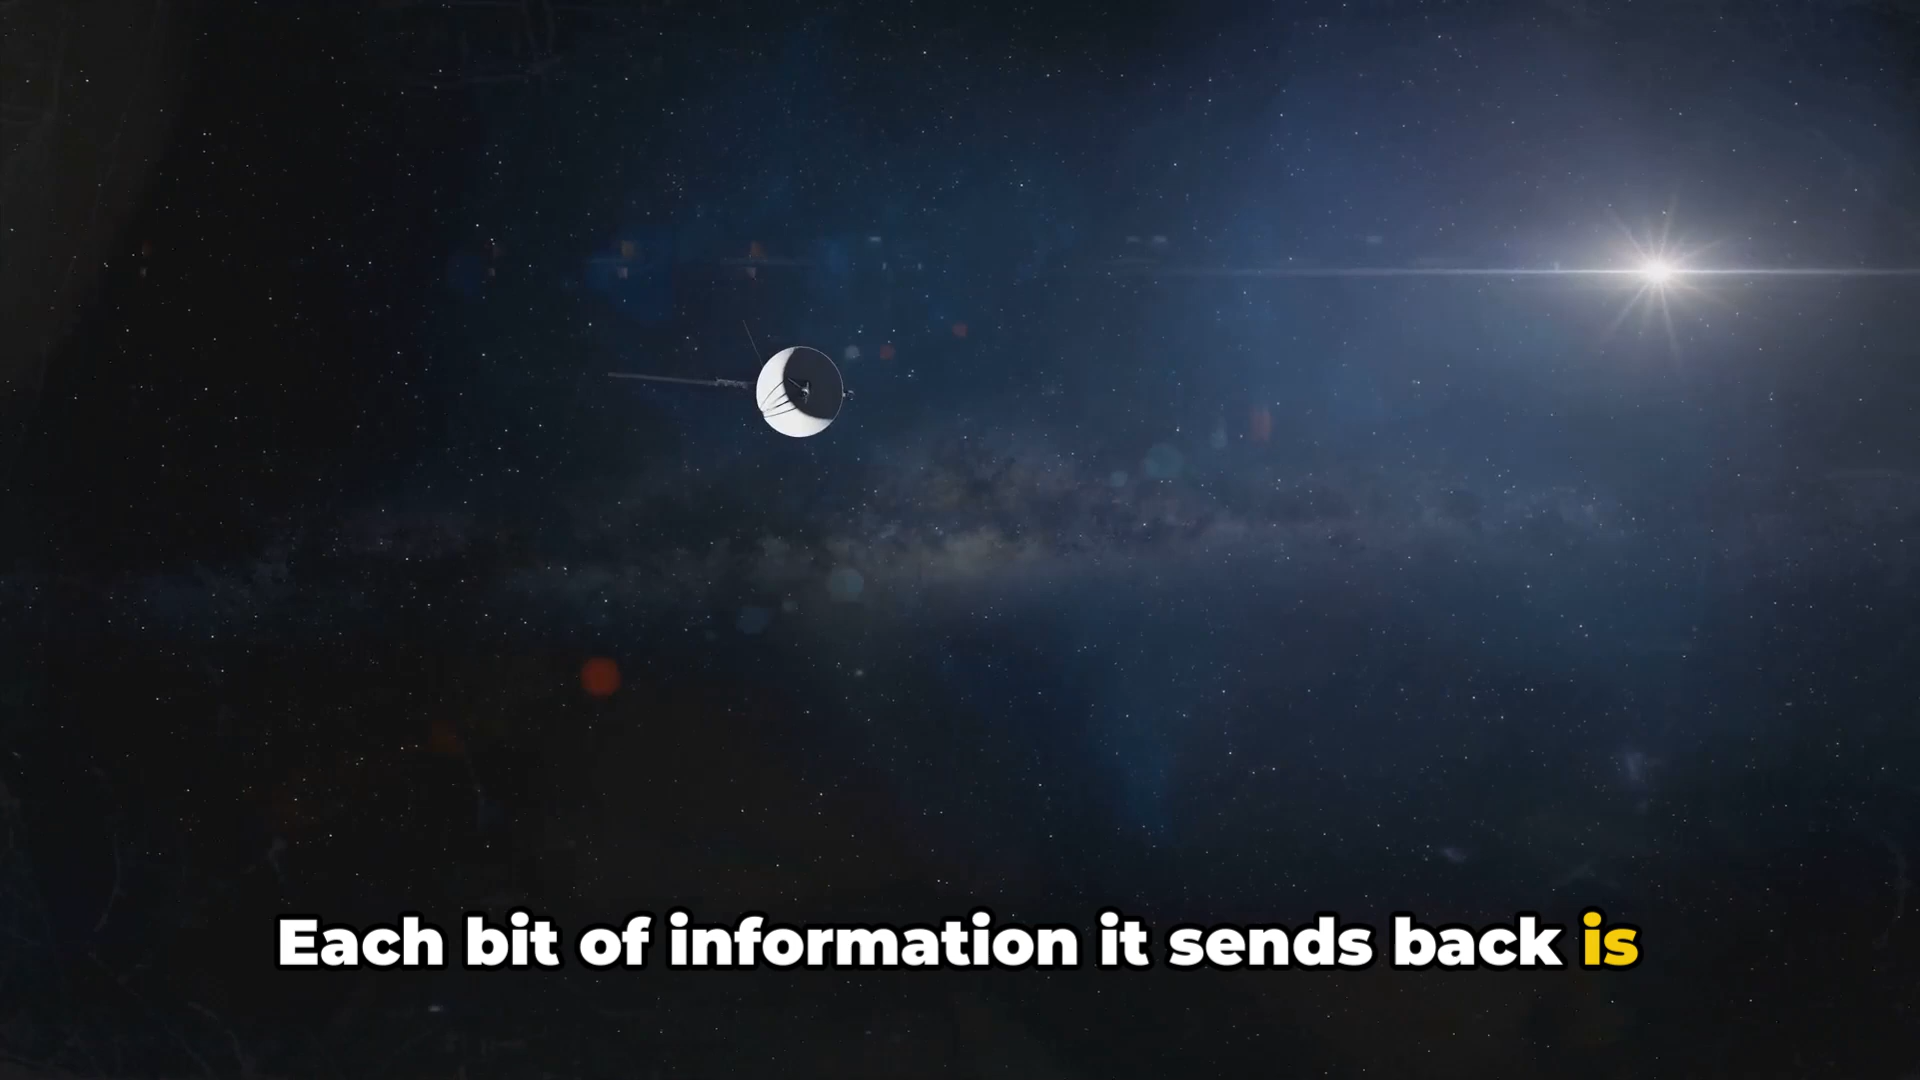 Each bit of information it sends back is